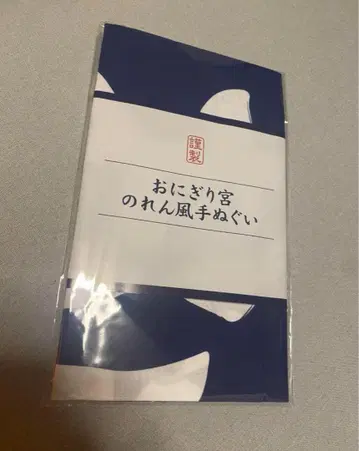 謹製
おにぎり宮
のれん風手ぬぐい